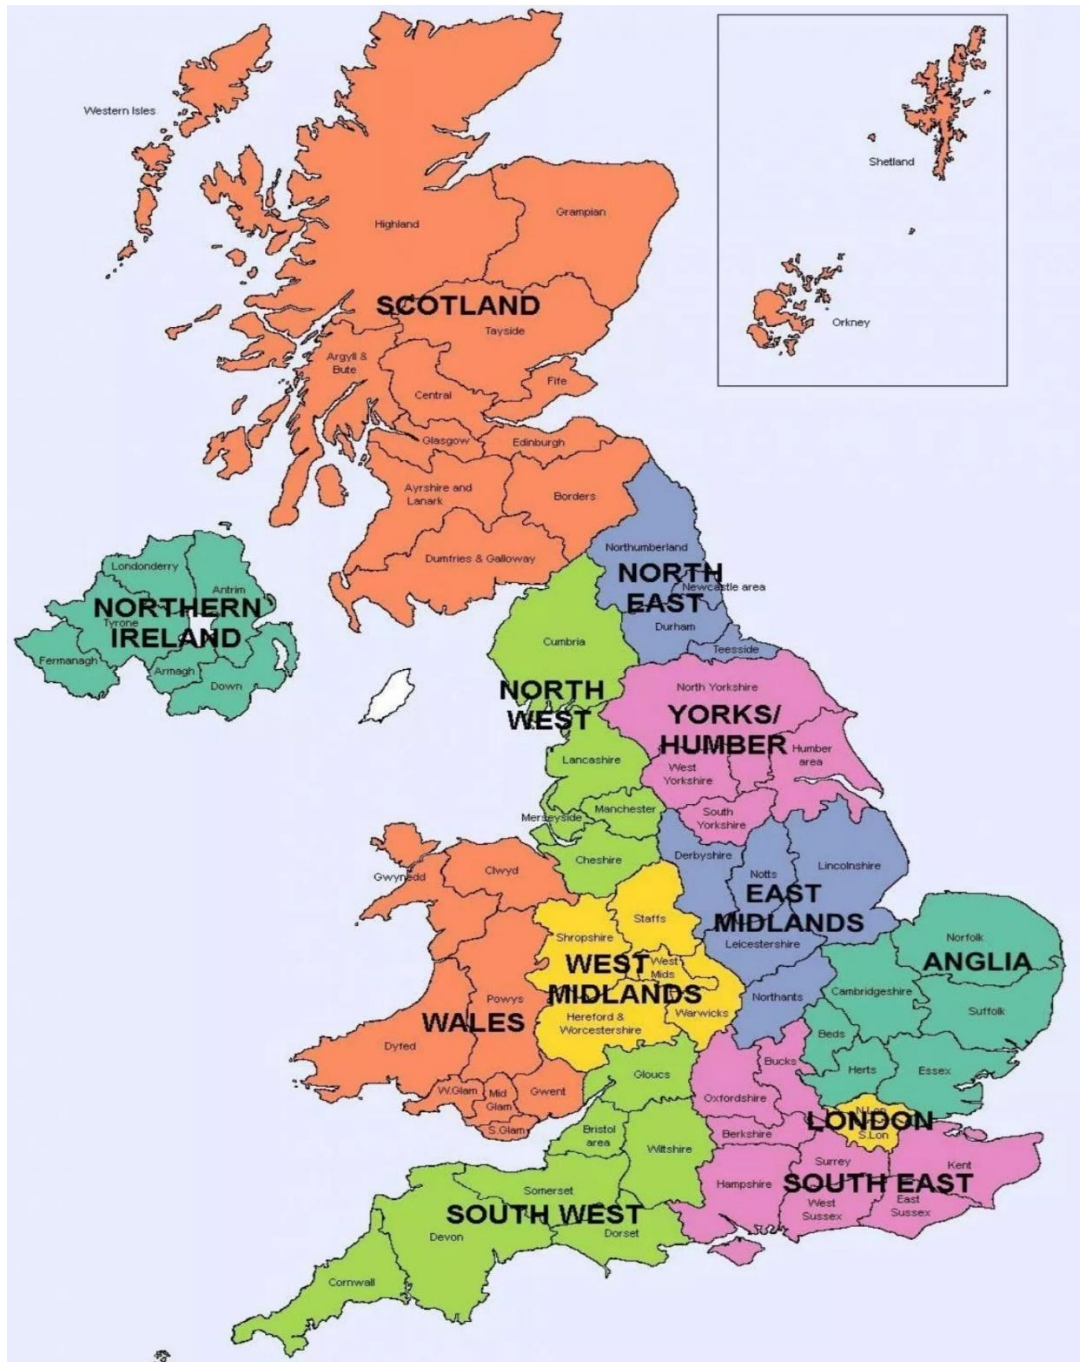 Western Isles
Shetland
Highland
Grampian
SCOTLAND
Tayside
Orkney
Argyll &
Bute
Fife
Central
Glasgow
Edinburgh
Ayrshire and
Lanark
Borders
Dumfries & Galloway
Northumberland
Londonderry
Antrim
NORTH
EAST
Newcastle area
NORTHERN
IRELAND
Tyrone
Durham
Cumbria
Teesside
Fermanagh
Armagh
Down
North Yorkshire
NORTH
WEST
YORKS/
HUMBER
Humber
area
Lancashire
West
Yorkshire
Manchester
Merseyside
South
Yorkshire
Cheshire
Derbyshire
Lincolnshire
Notts
Gwynedd
Clwyd
EAST
MIDLANDS
Staffs
Shropshire
Leicestershire
Norfolk
ANGLIA
WEST
MIDLANDS
West
Mids
Cambridgeshire
Northants
Suffolk
Powys
WALES
Hereford &
Worcestershire
Warwicks
Dyfed
Beds
Bucks
Herts
Essex
Gloucs
W.Glam
Mid
Glam
Gwent
S.Glam
Oxfordshire
N.Lon
LONDON
S.Lon
Bristol
area
Berkshire
Wiltshire
Surrey
Kent
Hampshire
SOUTH EAST
West
Sussex
East
Sussex
Somerset
SOUTH WEST
Devon
Dorset
Cornwall